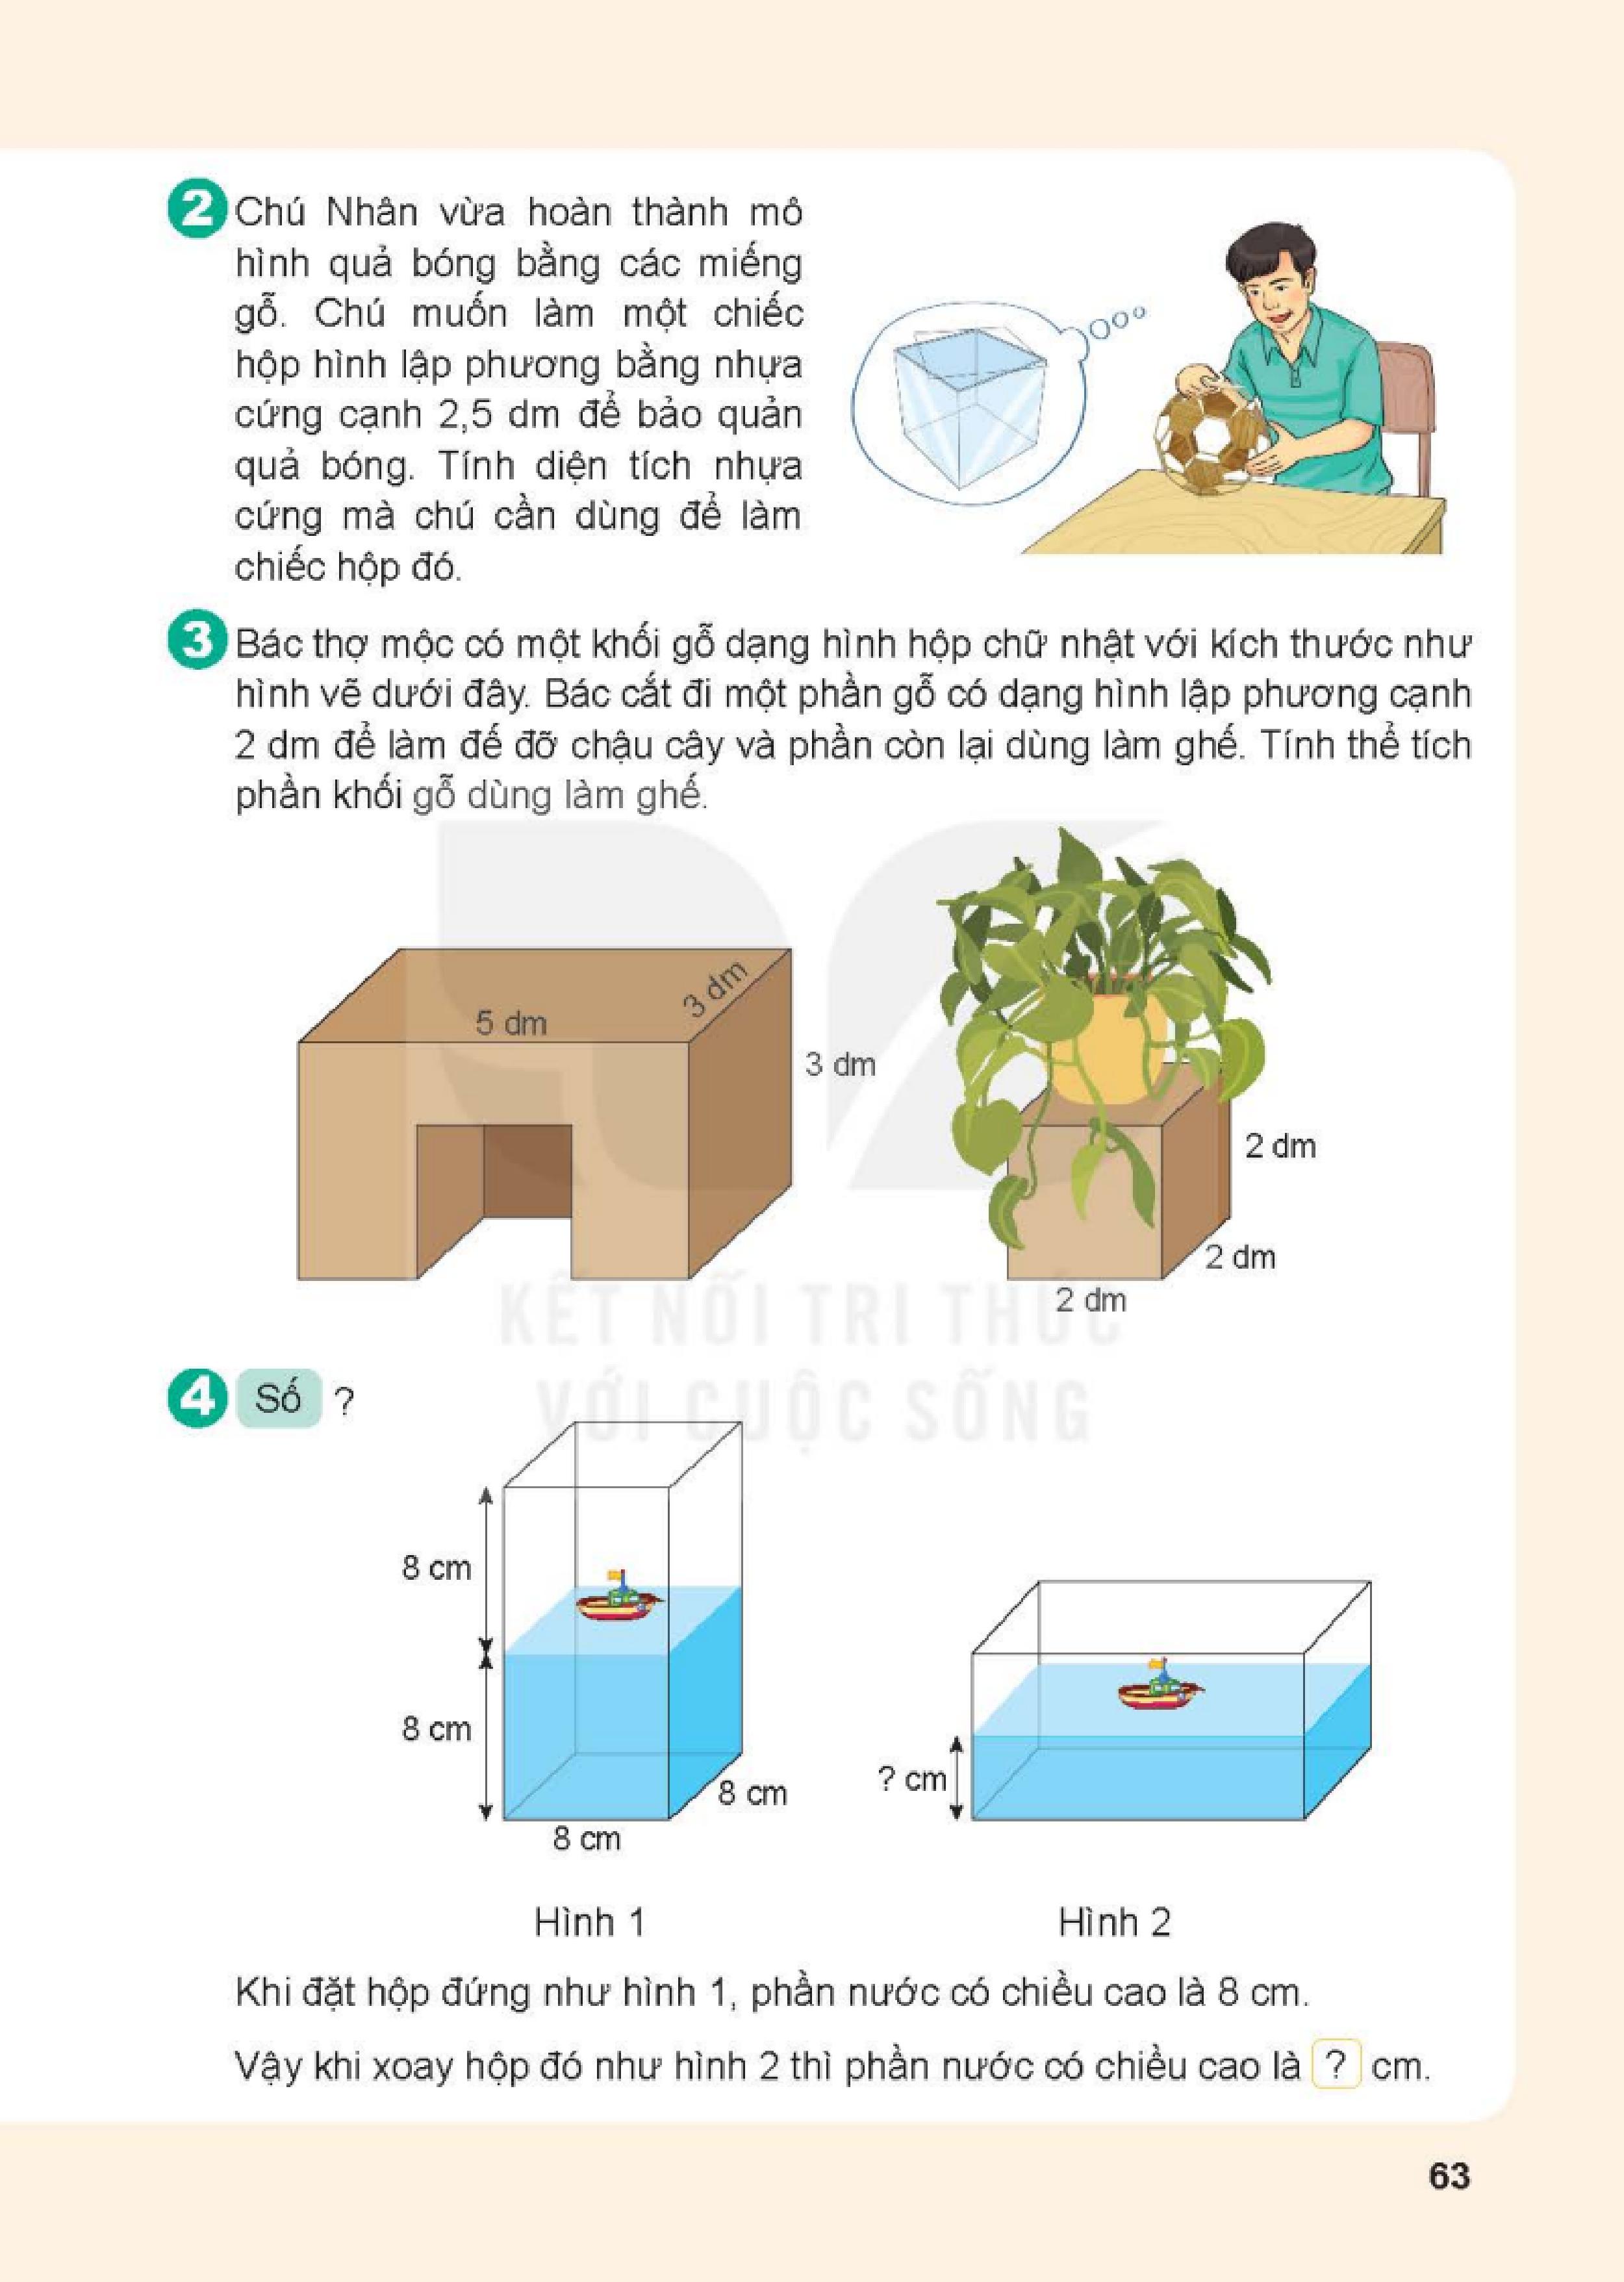 2 Chú Nhân vừa hoàn thành mô
hình quả bóng bằng các miếng
gỗ. Chú muốn làm một chiếc
hộp hình lập phương bằng nhựa
cứng cạnh 2,5 dm để bảo quản
quả bóng. Tính diện tích nhựa
cứng mà chú cần dùng để làm
chiếc hộp đó.
3 Bác thợ mộc có một khối gỗ dạng hình hộp chữ nhật với kích thước như
hình vẽ dưới đây. Bác cắt đi một phần gỗ có dạng hình lập phương cạnh
2 dm để làm đế đỡ chậu cây và phần còn lại dùng làm ghế. Tính thể tích
phần khối gỗ dùng làm ghế.
5 dm
3 dm
3 dm
2 dm
2 dm
2 dm
KẾT NỐI TRI THỨC
VỚI CUỘC SỐNG
4 Số ?
8 cm
8 cm
8 cm
8 cm
? cm
Hình 1
Hình 2
Khi đặt hộp đứng như hình 1, phần nước có chiều cao là 8 cm.
Vậy khi xoay hộp đó như hình 2 thì phần nước có chiều cao là ? cm.
63